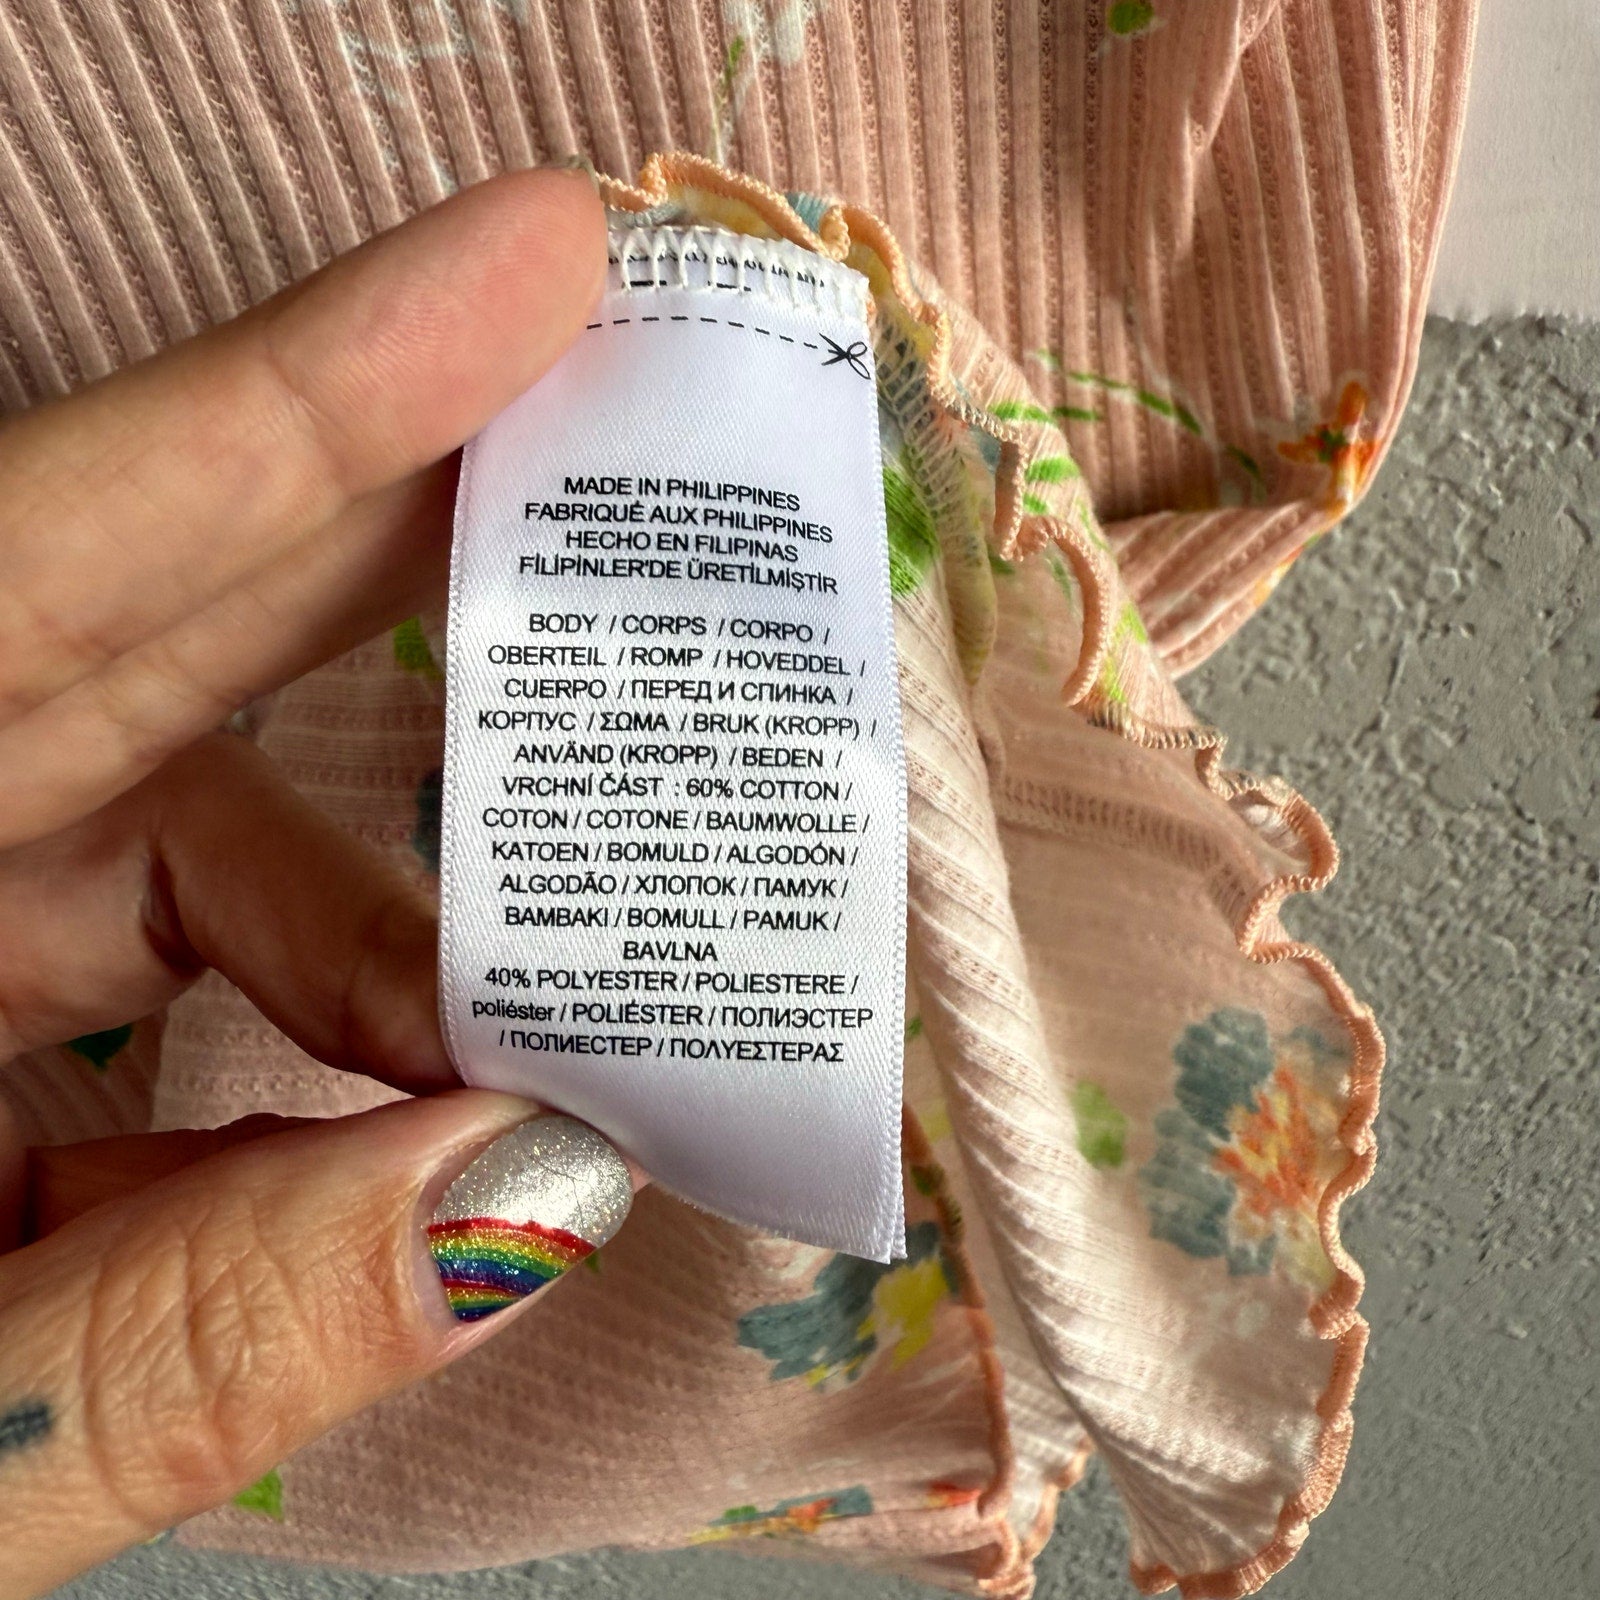 MADE IN PHILIPPINES
FABRIQUÉ AUX PHILIPPINES
HECHO EN FILIPINAS
FİLİPİNLER'DE ÜRETİLMİŞTİR
BODY / CORPS / CORPO /
OBERTEIL / ROMP / HOVEDDEL /
CUERPO / ПЕРЕД И СПИНКА /
КОРПУС / ΣΩΜΑ / BRUK (KROPP) /
ANVÄND (KROPP) / BEDEN /
VRCHNÍ ČÁST : 60% COTTON /
COTON / COTONE / BAUMWOLLE /
KATOEN / BOMULD / ALGODÓN /
ALGODÃO / ХЛОПОК / ПАМУК /
BAMBAKI / BOMULL / PAMUK /
BAVLNA
40% POLYESTER / POLIESTERE /
poliéster / POLIÉSTER / ПОЛИЭСТЕР
/ ПОЛИЕСТЕР / ΠΟΛΥΕΣΤΕΡΑΣ